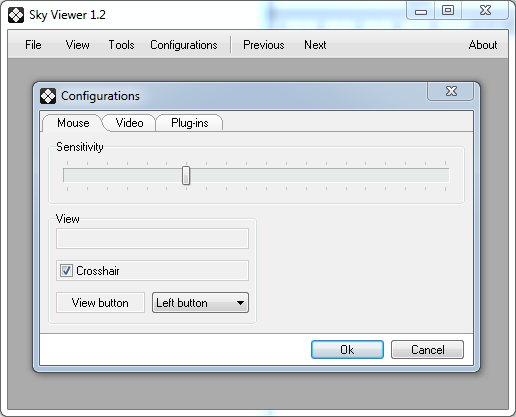 Sky Viewer 1.2
File View Tools Configurations Previous Next About
Configurations
Mouse Video Plug-ins
Sensitivity
View
Crosshair
View button Left button
Ok Cancel